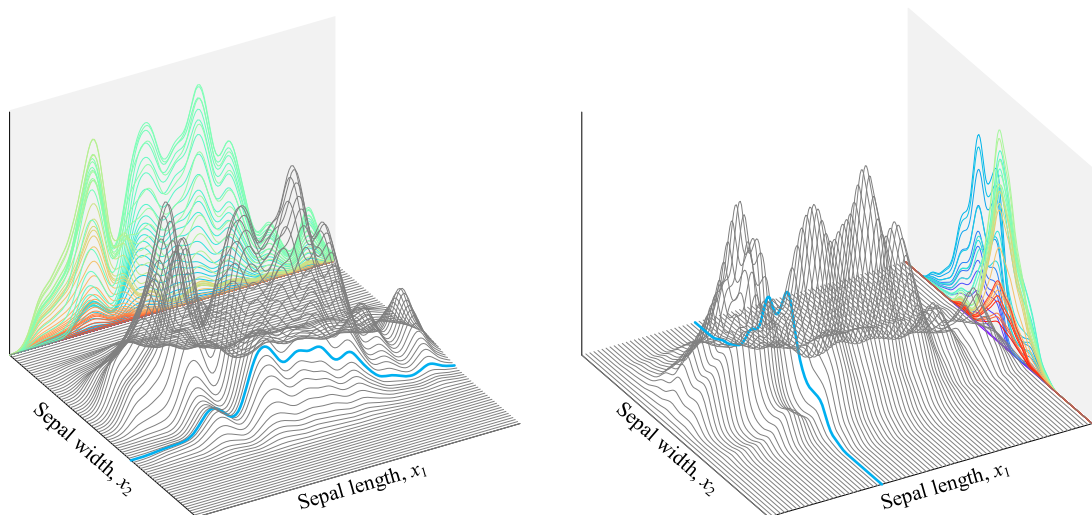 Sepal width, x₂
Sepal length, x₁
Sepal width, x₂
Sepal length, x₁